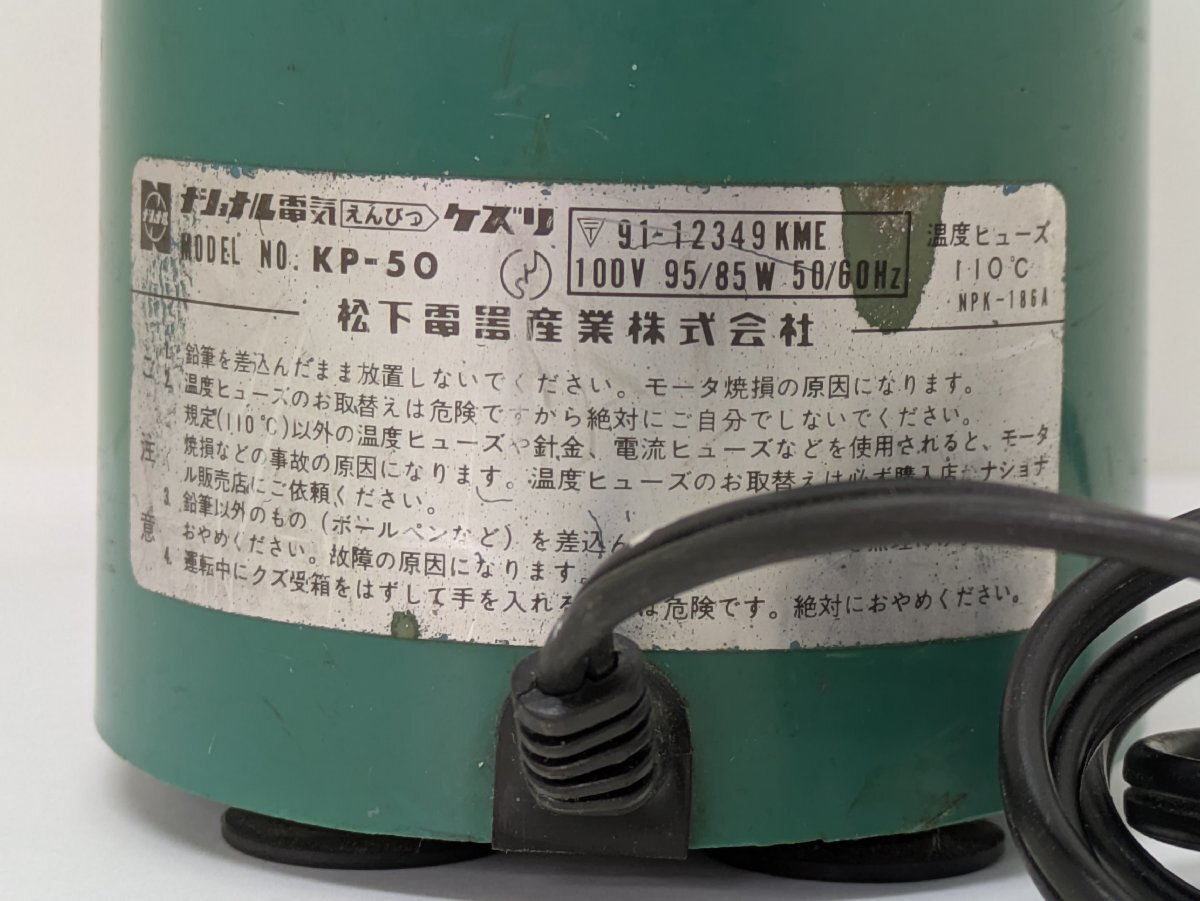 ナショナル電気えんぴつケズリ
MODEL NO. KP-50
〒 91-12349 KME
100V 95/85W 50/60Hz
温度ヒューズ
110℃
NPK-186A
松下電器産業株式会社
ご注意
1. 鉛筆を差込んだまま放置しないでください。モータ焼損の原因になります。
2. 温度ヒューズのお取替えは危険ですから絶対にご自分でしないでください。
規定(110℃)以外の温度ヒューズや針金、電流ヒューズなどを使用されると、モータ
焼損などの事故の原因になります。温度ヒューズのお取替えは必ず購入店かナショナ
ル販売店にご依頼ください。
3. 鉛筆以外のもの(ボールペンなど)を差込ん
おやめください。故障の原因になります。
4. 運転中にクズ受箱をはずして手を入れる は危険です。絶対におやめください。